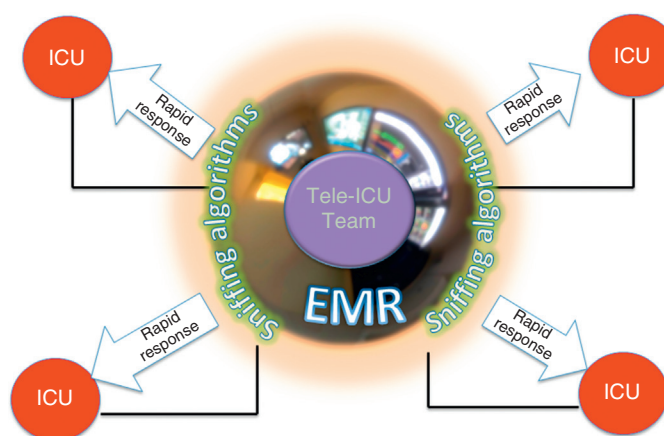 ICU
ICU
Rapid
response
Rapid
response
Sniffing algorithms
Sniffing algorithms
Tele-ICU
Team
EMR
Rapid
response
Rapid
response
ICU
ICU